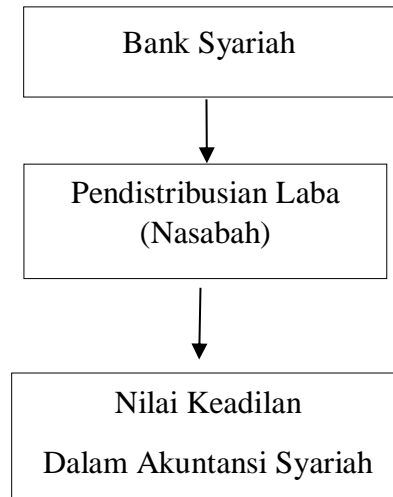 Bank Syariah
Pendistribusian Laba
(Nasabah)
Nilai Keadilan
Dalam Akuntansi Syariah